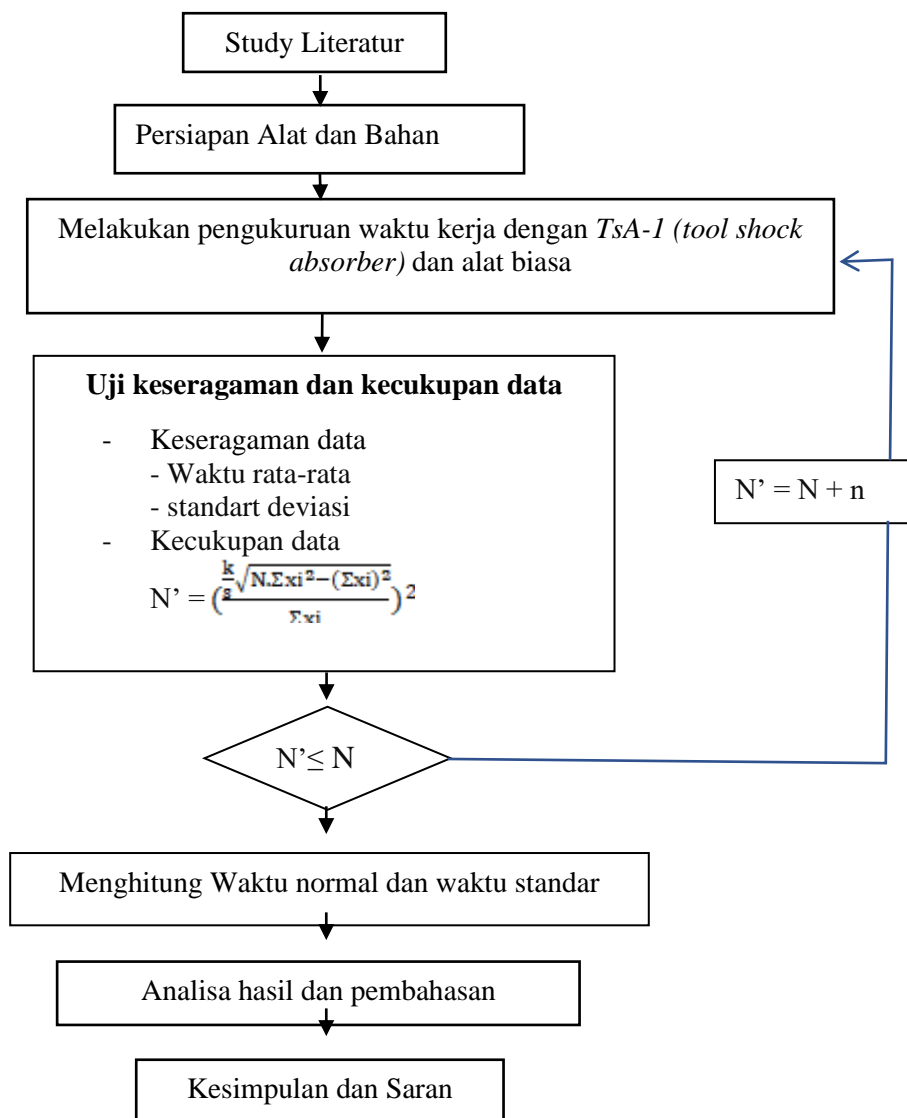 Study Literatur
Persiapan Alat dan Bahan
Melakukan pengukuruan waktu kerja dengan TsA-1 (tool shock
absorber) dan alat biasa
Uji keseragaman dan kecukupan data
- Keseragaman data
- Waktu rata-rata
- standart deviasi
- Kecukupan data
N’ = (k/s √N.Σxi²−(Σxi)² / Σxi)²
N’ = N + n
N’≤ N
Menghitung Waktu normal dan waktu standar
Analisa hasil dan pembahasan
Kesimpulan dan Saran